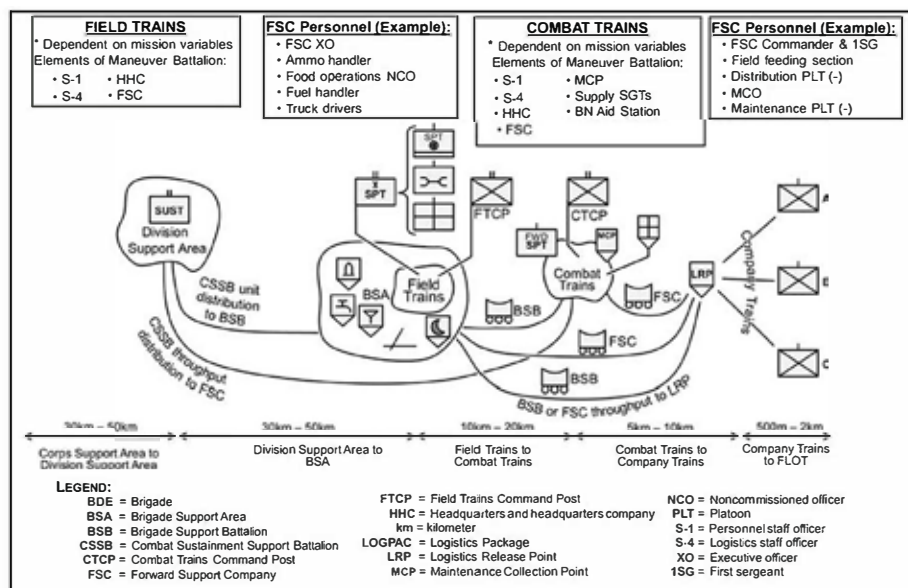 FIELD TRAINS
* Dependent on mission variables
Elements of Maneuver Battalion:
• S-1 • HHC
• S-4 • FSC
FSC Personnel (Example):
• FSC XO
• Ammo handler
• Food operations NCO
• Fuel handler
• Truck drivers
COMBAT TRAINS
* Dependent on mission variables
Elements of Maneuver Battalion:
• S-1 • MCP
• S-4 • Supply SGTs
• HHC • BN Aid Station
• FSC
FSC Personnel (Example):
• FSC Commander & 1SG
• Field feeding section
• Distribution PLT (-)
• MCO
• Maintenance PLT (-)
SPT
X
SPT
FTCP
CTCP
SUST
Division
Support Area
FWD
SPT
MCP
LRP
Company Trains
A
B
C
BSA
Field
Trains
Combat
Trains
CSSB unit
distribution
to BSB
CSSB throughput
distribution
to FSC
BSB
FSC
FSC
BSB
BSB or FSC throughput to LRP
30km – 50km
30km – 50km
10km – 20km
5km – 10km
500m – 2km
Corps Support Area to
Division Support Area
Division Support Area to
BSA
Field Trains to
Combat Trains
Combat Trains to
Company Trains
Company Trains
to FLOT
LEGEND:
BDE = Brigade
BSA = Brigade Support Area
BSB = Brigade Support Battalion
CSSB = Combat Sustainment Support Battalion
CTCP = Combat Trains Command Post
FSC = Forward Support Company
FTCP = Field Trains Command Post
HHC = Headquarters and headquarters company
km = kilometer
LOGPAC = Logistics Package
LRP = Logistics Release Point
MCP = Maintenance Collection Point
NCO = Noncommissioned officer
PLT = Platoon
S-1 = Personnel staff officer
S-4 = Logistics staff officer
XO = Executive officer
1SG = First sergeant